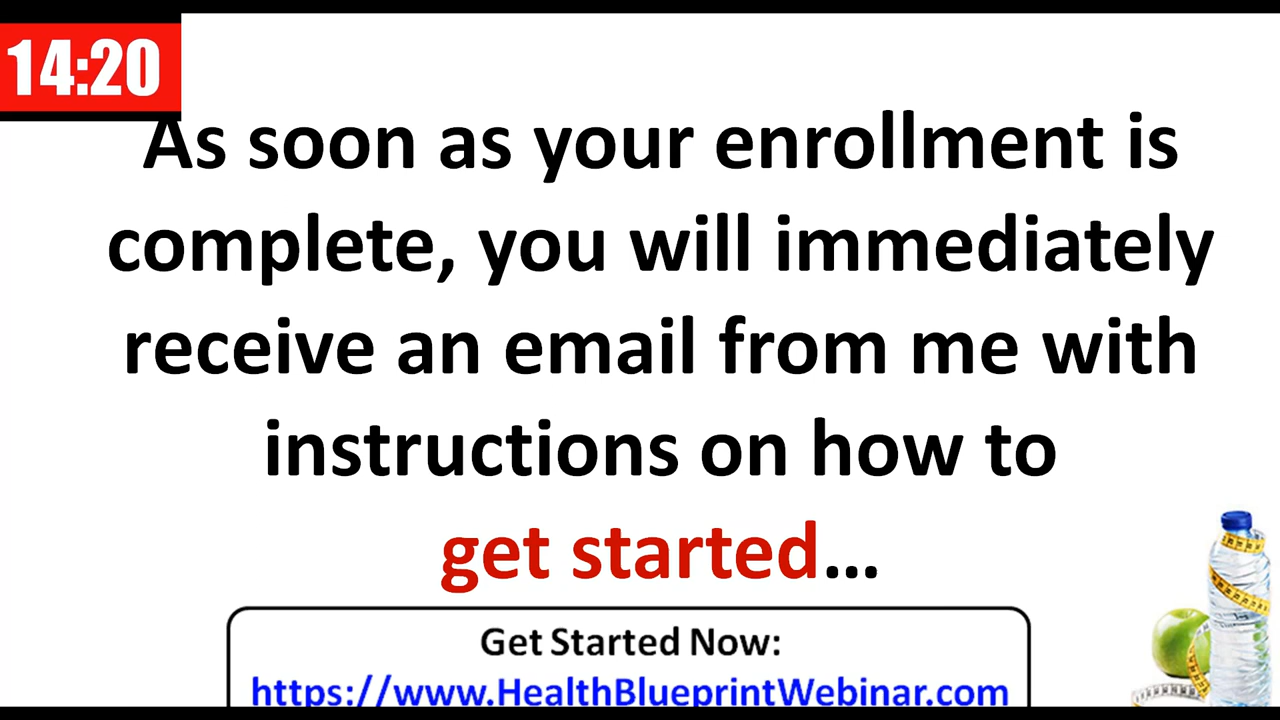 14:20
As soon as your enrollment is
complete, you will immediately
receive an email from me with
instructions on how to
get started...
Get Started Now:
https://www.HealthBlueprintWebinar.com